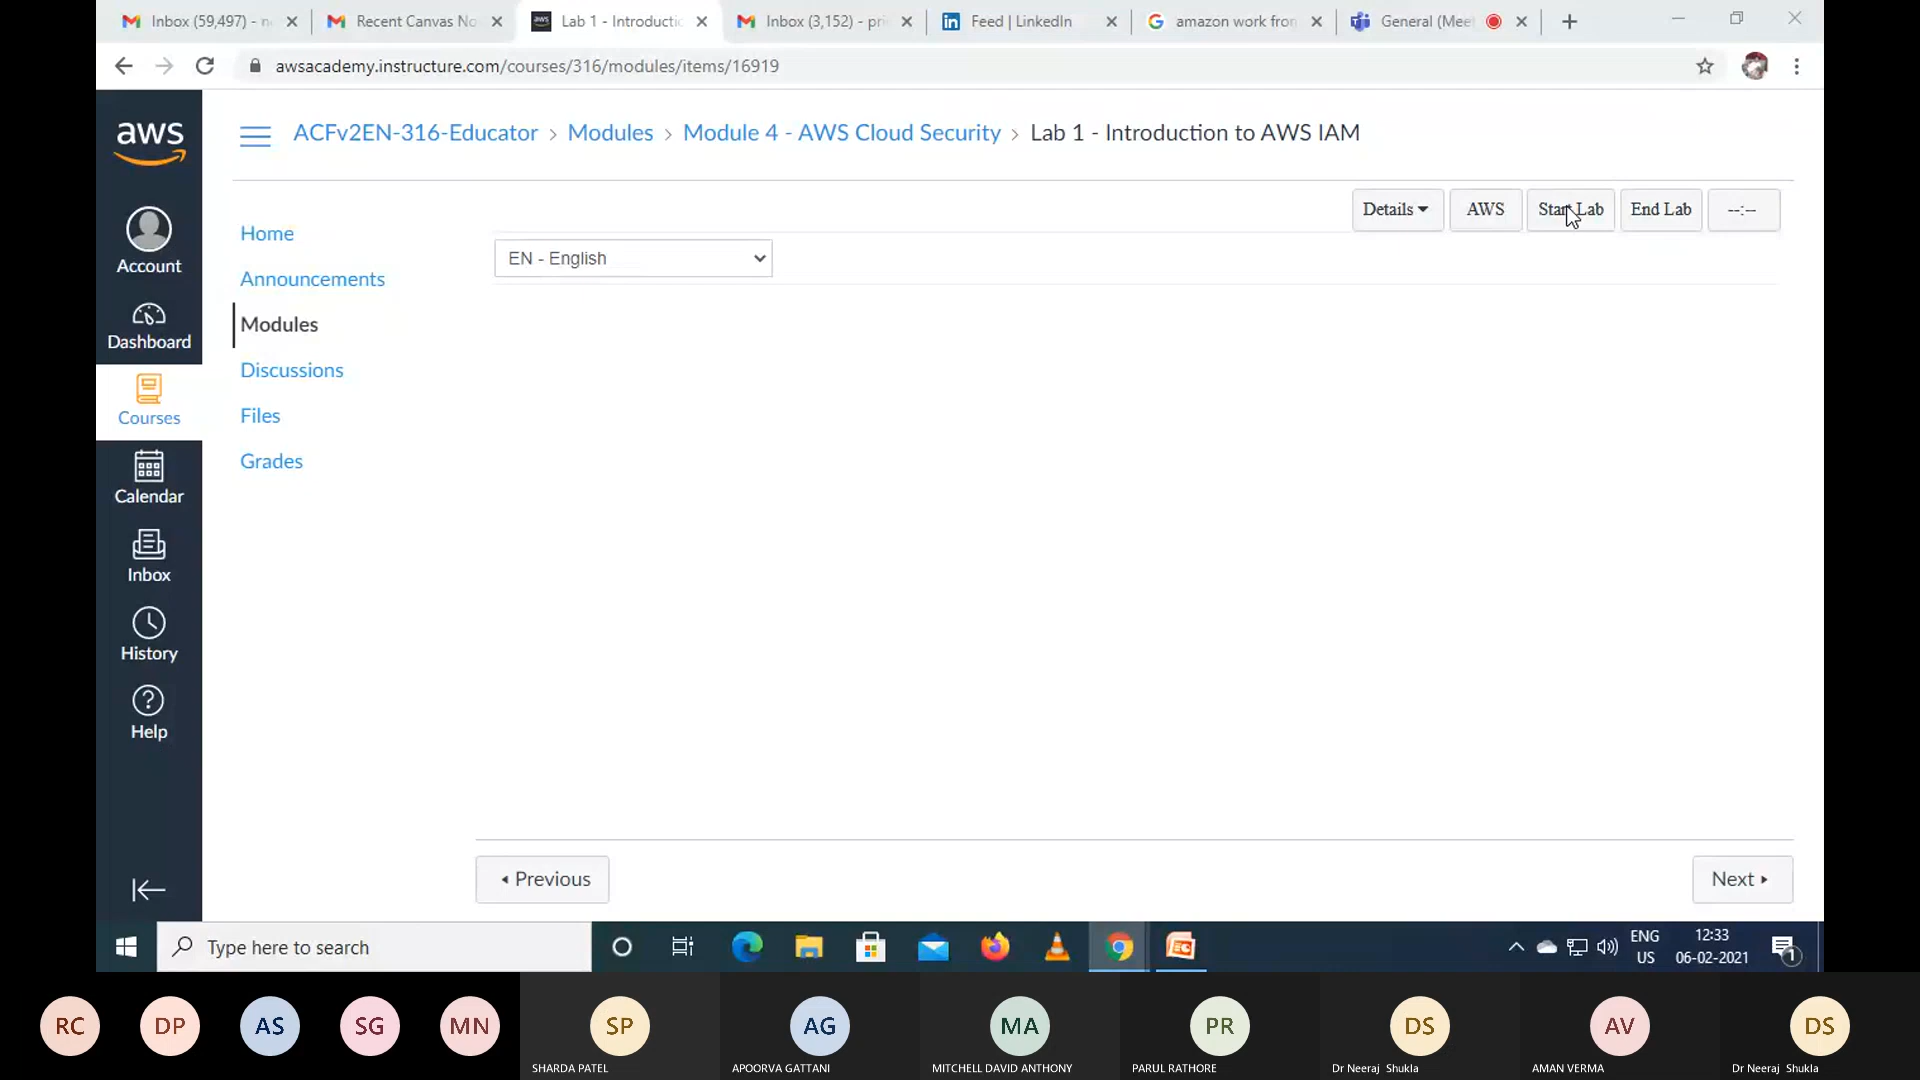 Inbox (59,497) - n
Recent Canvas No
Lab 1 - Introductic
Inbox (3,152) - pri
Feed | LinkedIn
amazon work fron
General (Mee
awsacademy.instructure.com/courses/316/modules/items/16919
aws
ACFv2EN-316-Educator > Modules > Module 4 - AWS Cloud Security > Lab 1 - Introduction to AWS IAM
Details
AWS
Start Lab
End Lab
--:--
EN - English
Home
Announcements
Modules
Discussions
Files
Grades
Account
Dashboard
Courses
Calendar
Inbox
History
Help
Previous
Next
Type here to search
ENG
US
12:33
06-02-2021
1
RC
DP
AS
SG
MN
SP
AG
MA
PR
DS
AV
DS
SHARDA PATEL
APOORVA GATTANI
MITCHELL DAVID ANTHONY
PARUL RATHORE
Dr Neeraj Shukla
AMAN VERMA
Dr Neeraj Shukla